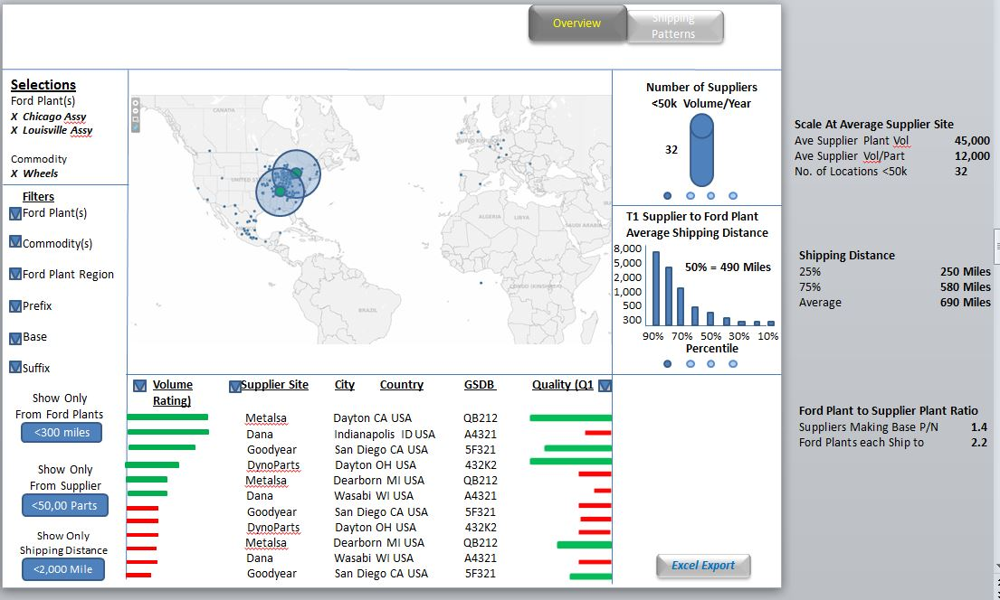 Overview
Shipping
Patterns
Selections
Ford Plant(s)
X Chicago Assy
X Louisville Assy
Commodity
X Wheels
Filters
Ford Plant(s)
Commodity(s)
Ford Plant Region
Prefix
Base
Suffix
Show Only
From Ford Plants
<300 miles
Show Only
From Supplier
<50,00 Parts
Show Only
Shipping Distance
<2,000 Mile
CANADA
UNITED
ALGERIA
LIBYA
SAUDI ARABIA
CONGO (KINSHASA)
BRAZIL
Number of Suppliers
<50k Volume/Year
32
T1 Supplier to Ford Plant
Average Shipping Distance
8,000
5,000
2,000
1,000
500
300
50% = 490 Miles
90% 70% 50% 30% 10%
Percentile
Volume Supplier Site City Country GSDB Quality (Q1
Rating)
Metalsa Dayton CA USA QB212
Dana Indianapolis ID USA A4321
Goodyear San Diego CA USA 5F321
DynoParts Dayton OH USA 432K2
Metalsa Dearborn MI USA QB212
Dana Wasabi WI USA A4321
Goodyear San Diego CA USA 5F321
DynoParts Dayton OH USA 432K2
Metalsa Dearborn MI USA QB212
Dana Wasabi WI USA A4321
Goodyear San Diego CA USA 5F321
Excel Export
Scale At Average Supplier Site
Ave Supplier Plant Vol 45,000
Ave Supplier Vol/Part 12,000
No. of Locations <50k 32
Shipping Distance
25% 250 Miles
75% 580 Miles
Average 690 Miles
Ford Plant to Supplier Plant Ratio
Suppliers Making Base P/N 1.4
Ford Plants each Ship to 2.2